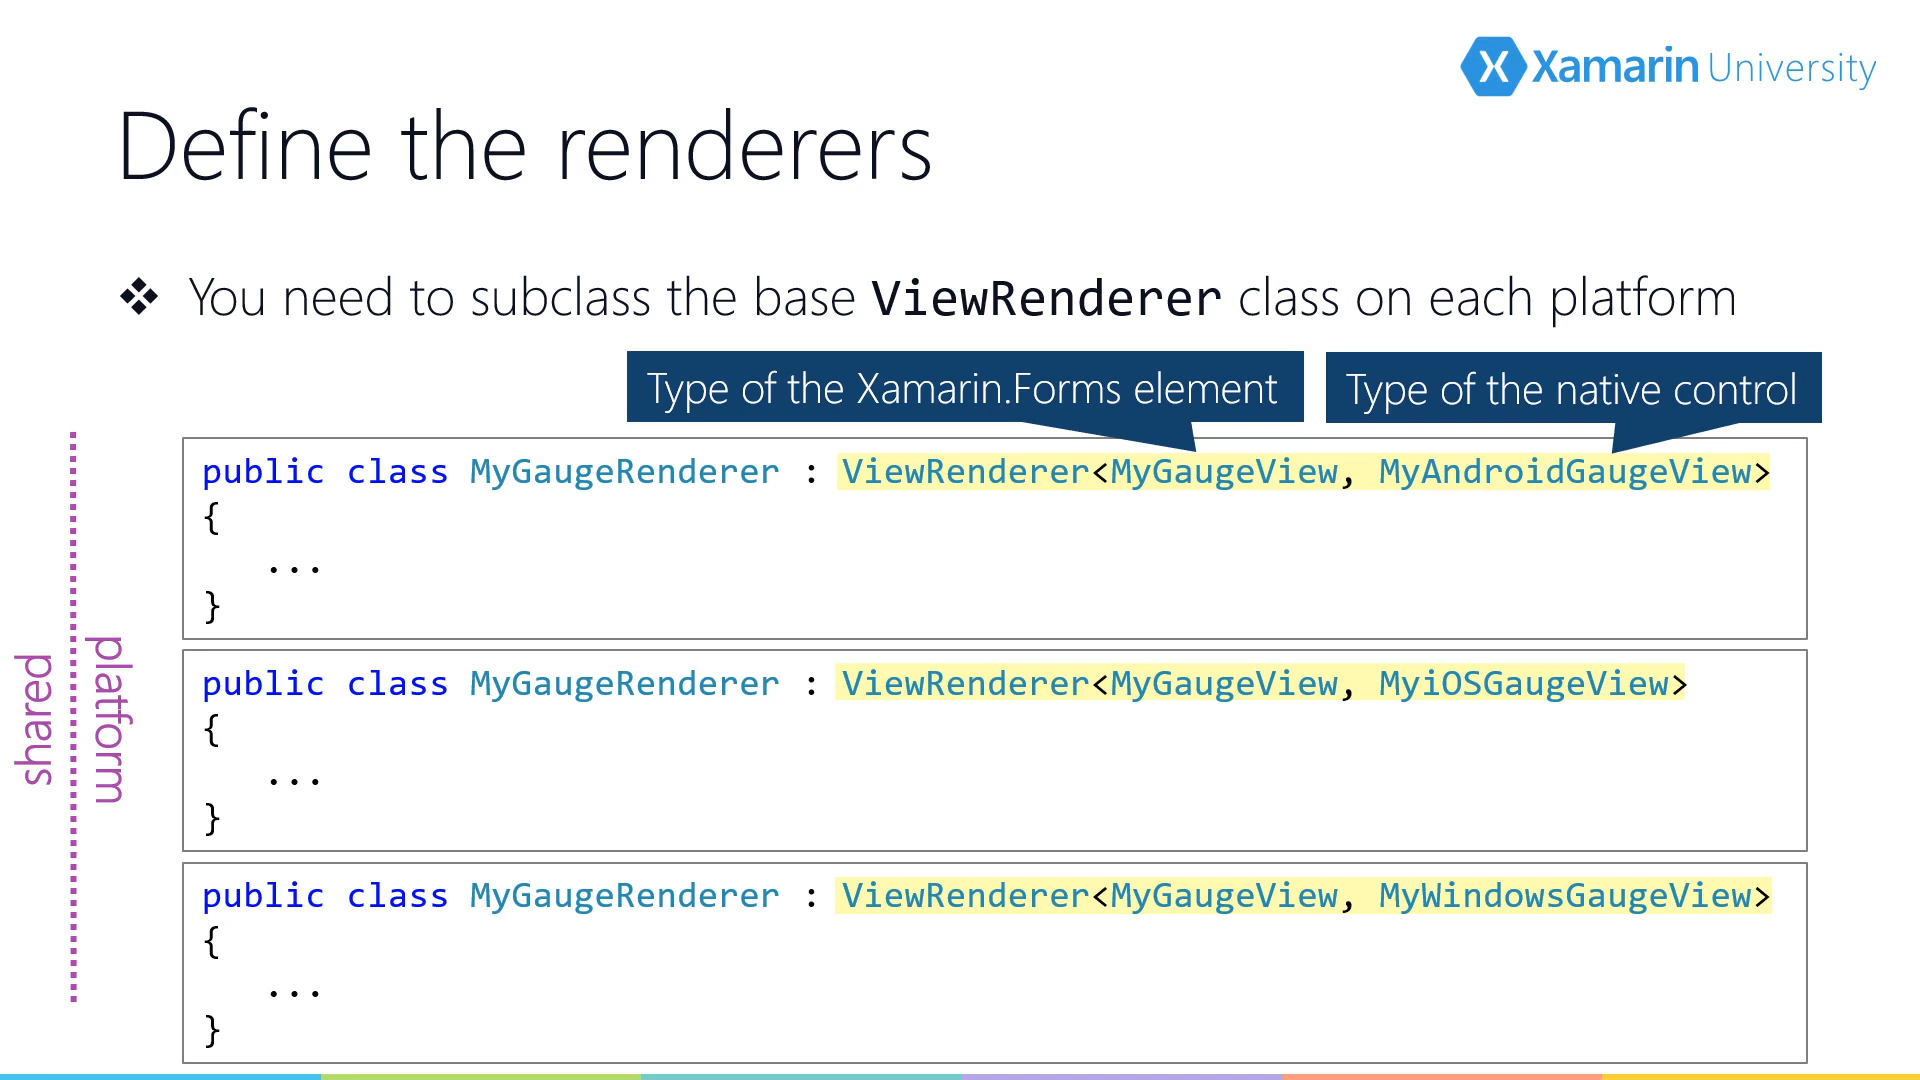 Xamarin University
Define the renderers
❖ You need to subclass the base ViewRenderer class on each platform
Type of the Xamarin.Forms element
Type of the native control
public class MyGaugeRenderer : ViewRenderer<MyGaugeView, MyAndroidGaugeView>
{
...
}
public class MyGaugeRenderer : ViewRenderer<MyGaugeView, MyiOSGaugeView>
{
...
}
public class MyGaugeRenderer : ViewRenderer<MyGaugeView, MyWindowsGaugeView>
{
...
}
shared
platform